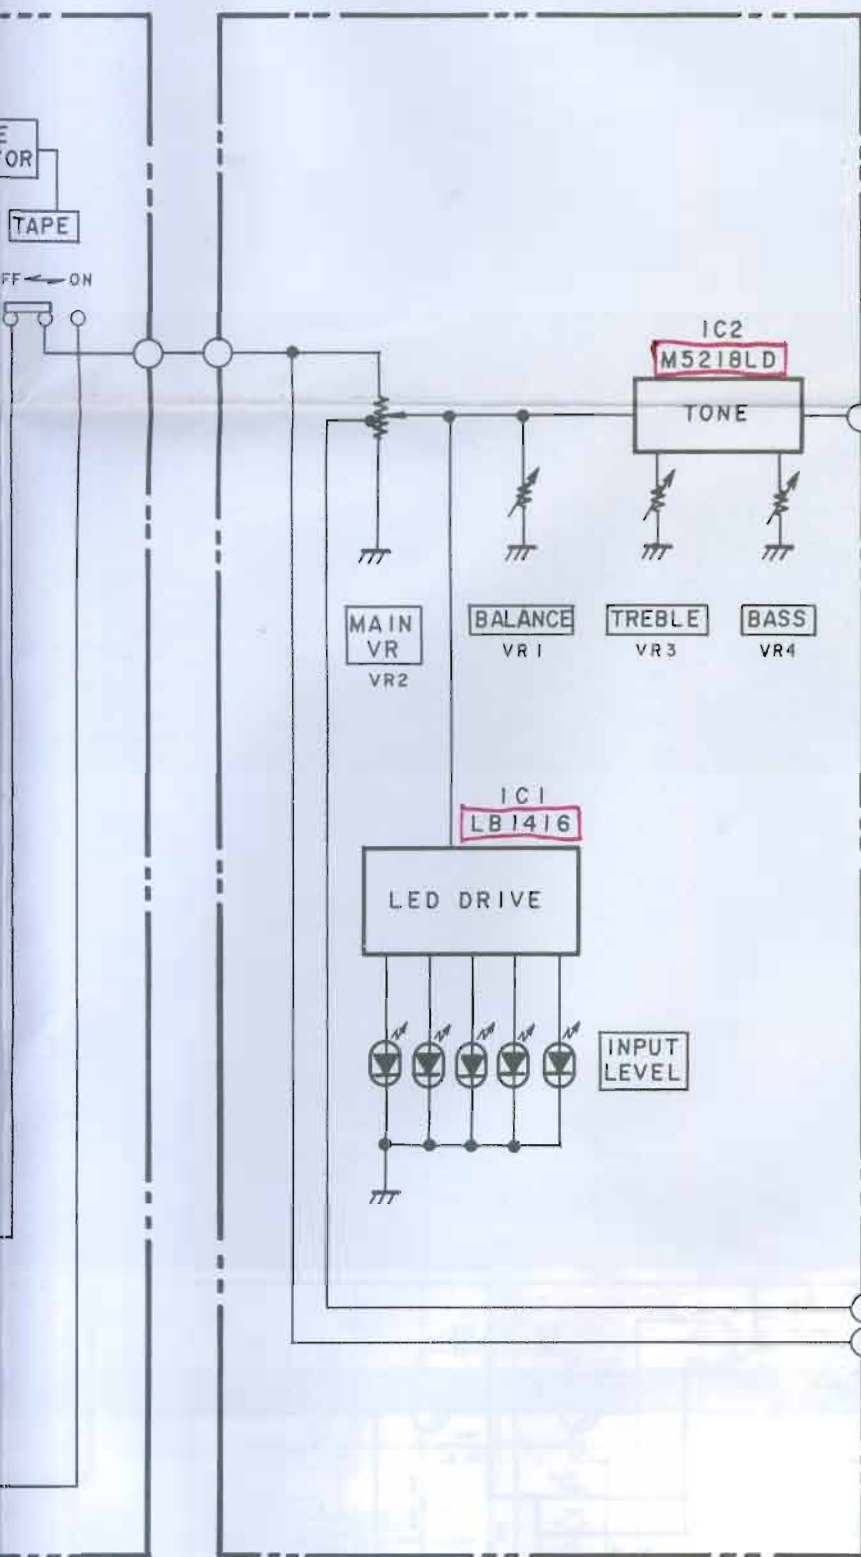 TAPE
ON
IC2
M5218LD
TONE
MAIN
VR
VR2
BALANCE
VR1
TREBLE
VR3
BASS
VR4
IC1
LB1416
LED DRIVE
INPUT
LEVEL